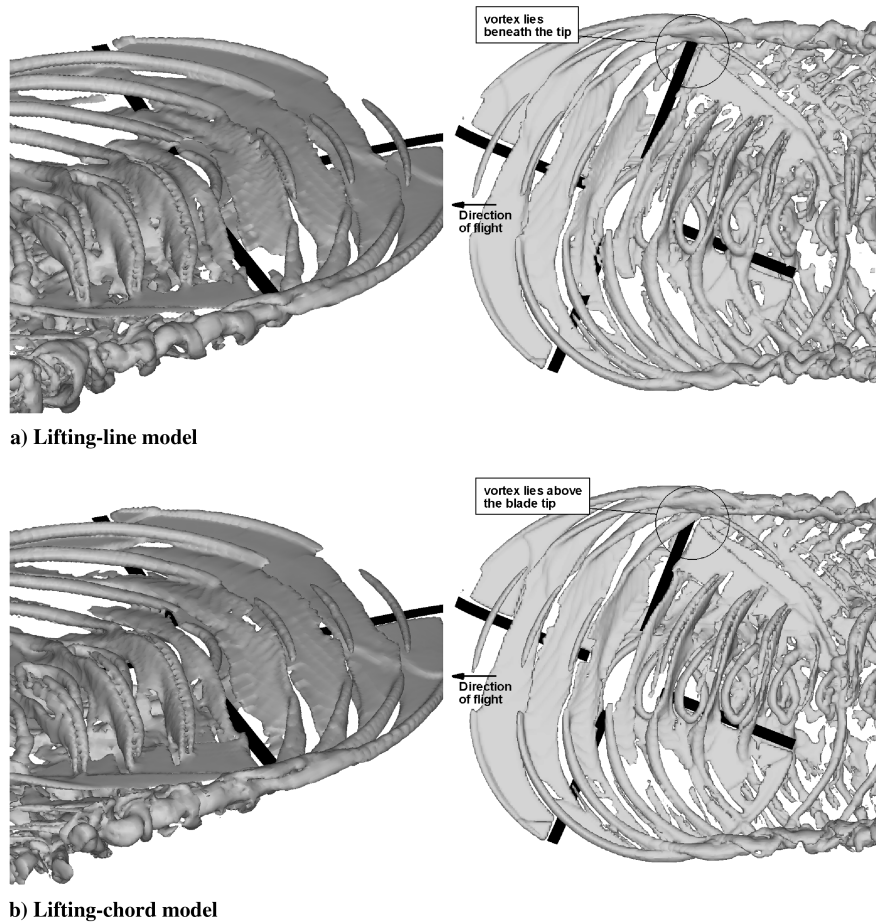 vortex lies
beneath the tip
Direction
of flight
a) Lifting-line model
vortex lies above
the blade tip
Direction
of flight
b) Lifting-chord model